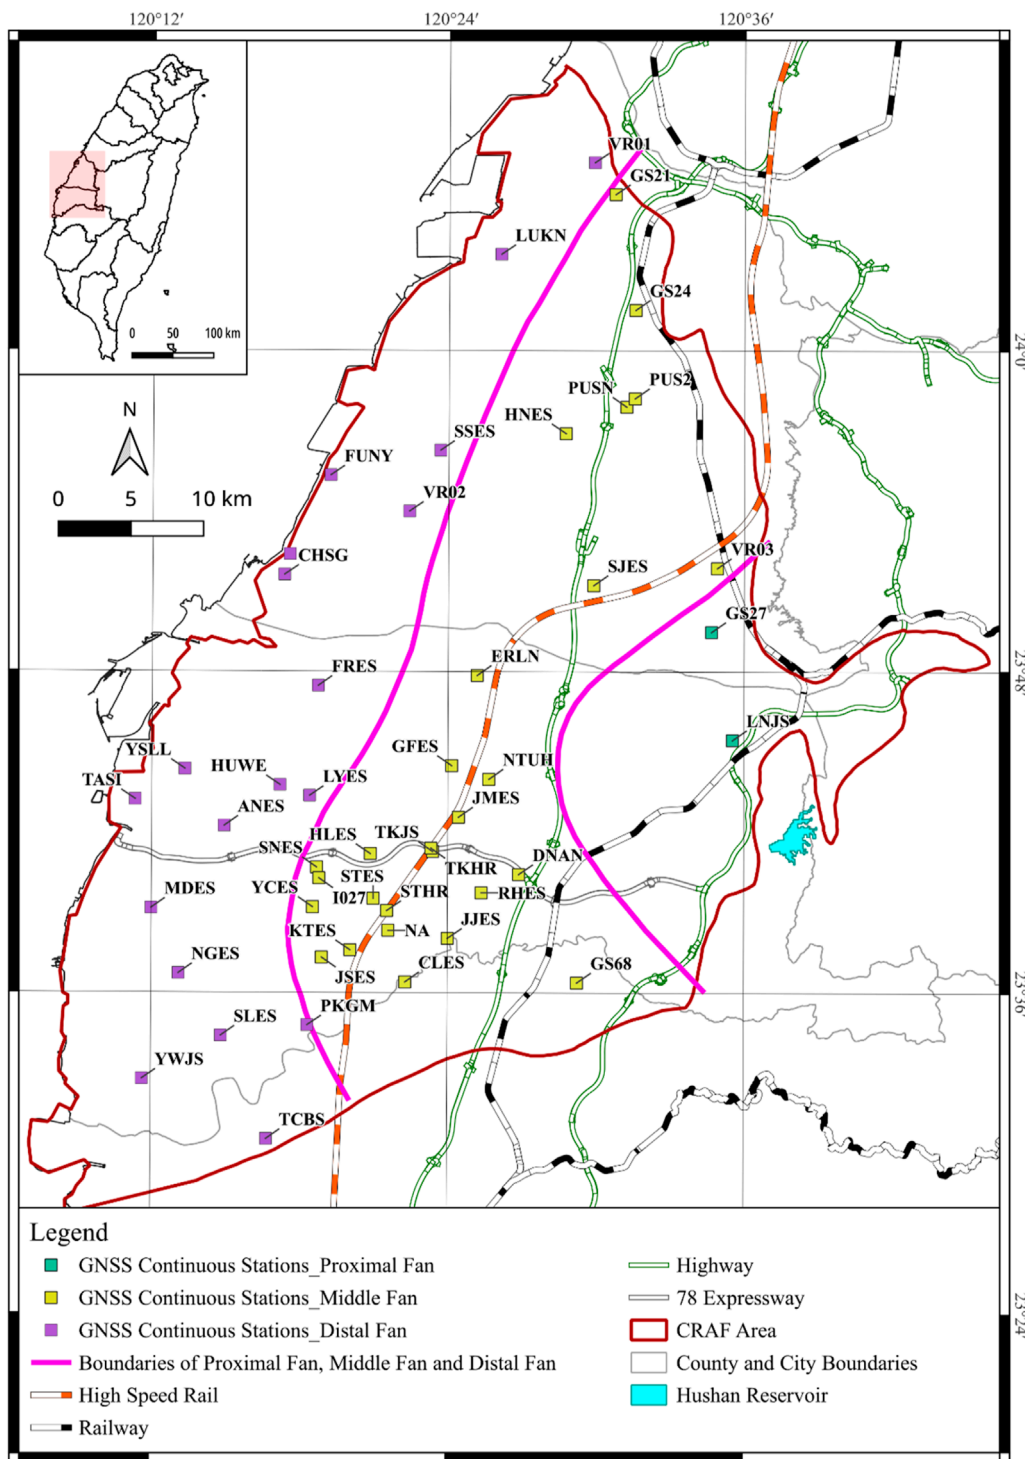 120°12'
120°24'
120°36'
VR01
GS21
LUKN
GS24
0
50
100 km
24°0'
PUS2
PUSN
HNES
N
SSES
FUNY
0
5
10 km
VR02
CHSG
VR03
SJES
GS27
ERLN
23°48'
FRES
LNJS
YSLL
GFES
NTUH
HUWE
TASI
LYES
JMES
ANES
HLES
TKJS
SNES
TKHR
DNAN
STES
MDES
YCES
I027
STHR
RHES
KTES
NA
JJES
NGES
JSES
CLES
GS68
23°36'
PKGM
SLES
YWJS
TCBS
Legend
GNSS Continuous Stations_Proximal Fan
GNSS Continuous Stations_Middle Fan
GNSS Continuous Stations_Distal Fan
Boundaries of Proximal Fan, Middle Fan and Distal Fan
High Speed Rail
Railway
Highway
78 Expressway
CRAF Area
County and City Boundaries
Hushan Reservoir
23°24'